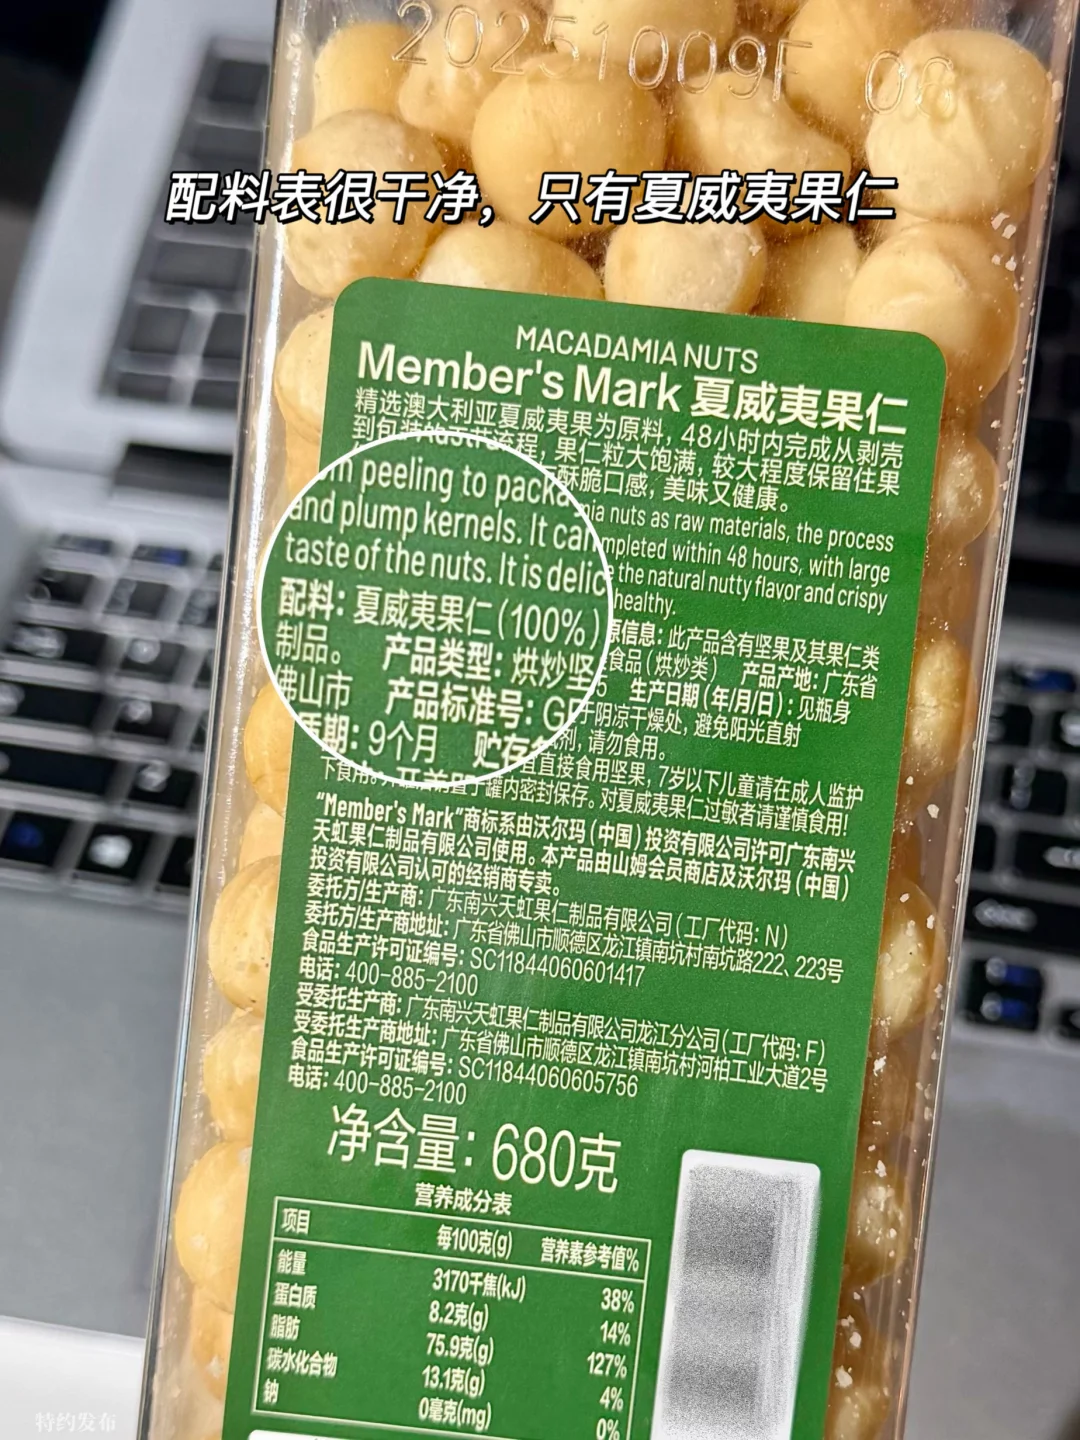 20251009F 08
配料表很干净，只有夏威夷果仁
MACADAMIA NUTS
Member's Mark 夏威夷果仁
精选澳大利亚夏威夷果为原料，48小时内完成从剥壳
到包装的 流程，果仁粒大饱满，较大程度保留住果
酥脆口感，美味又健康。
nuts as raw materials, the process
within 48 hours, with large
the natural nutty flavor and crispy
healthy.
peeling to
and plump kernels. It can
taste of the nuts. It is
配料：夏威夷果仁(100%)
制品。 产品类型：烘炒坚
佛山市 产品标准号：
期：9个月 贮存
信息：此产品含有坚果及其果仁类
食品(烘炒类) 产品产地：广东省
5 生产日期(年/月/日)：见瓶身
于阴凉干燥处，避免阳光直射
剂，请勿食用。
直接食用坚果，7岁以下儿童请在成人监护
下食用。 罐内密封保存。对夏威夷果仁过敏者请谨慎食用！
“Member's Mark”商标系由沃尔玛(中国)投资有限公司许可广东南兴
天虹果仁制品有限公司使用。本产品由山姆会员商店及沃尔玛(中国)
投资有限公司认可的经销商专卖。
委托方/生产商：广东南兴天虹果仁制品有限公司(工厂代码：N)
委托方/生产商地址：广东省佛山市顺德区龙江镇南坑村南坑路222、223号
食品生产许可证编号：SC11844060601417
电话：400-885-2100
受委托生产商：广东南兴天虹果仁制品有限公司龙江分公司(工厂代码：F)
受委托生产商地址：广东省佛山市顺德区龙江镇南坑村河柏工业大道2号
食品生产许可证编号：SC11844060605756
电话：400-885-2100
净含量：680克
营养成分表
项目 每100克(g) 营养素参考值%
能量 3170千焦(kJ) 38%
蛋白质 8.2克(g) 14%
脂肪 75.9克(g) 127%
碳水化合物 13.1克(g) 4%
钠 0毫克(mg) 0%
特约发布